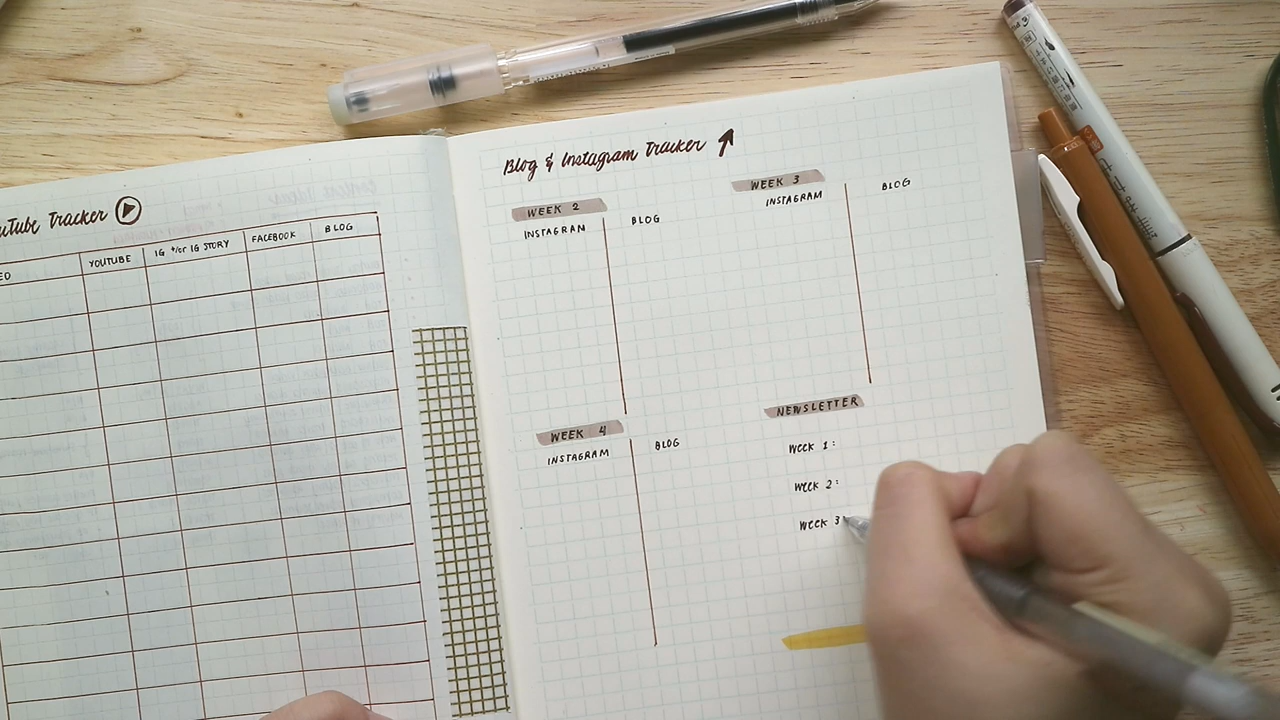 Tracker
YOUTUBE
IG +/or IG STORY
FACEBOOK
BLOG
Blog & Instagram Tracker
WEEK 2
INSTAGRAM
BLOG
WEEK 3
INSTAGRAM
BLOG
WEEK 4
INSTAGRAM
BLOG
NEWSLETTER
WEEK 1:
WEEK 2:
WEEK 3